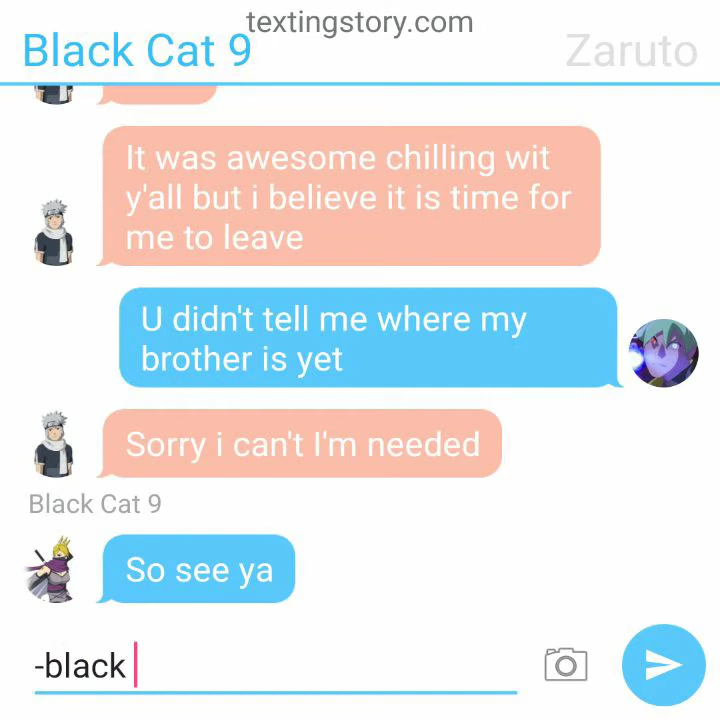 textingstory.com
Black Cat 9
Zaruto
It was awesome chilling wit
y'all but i believe it is time for
me to leave
U didn't tell me where my
brother is yet
Sorry i can't I'm needed
Black Cat 9
So see ya
-black